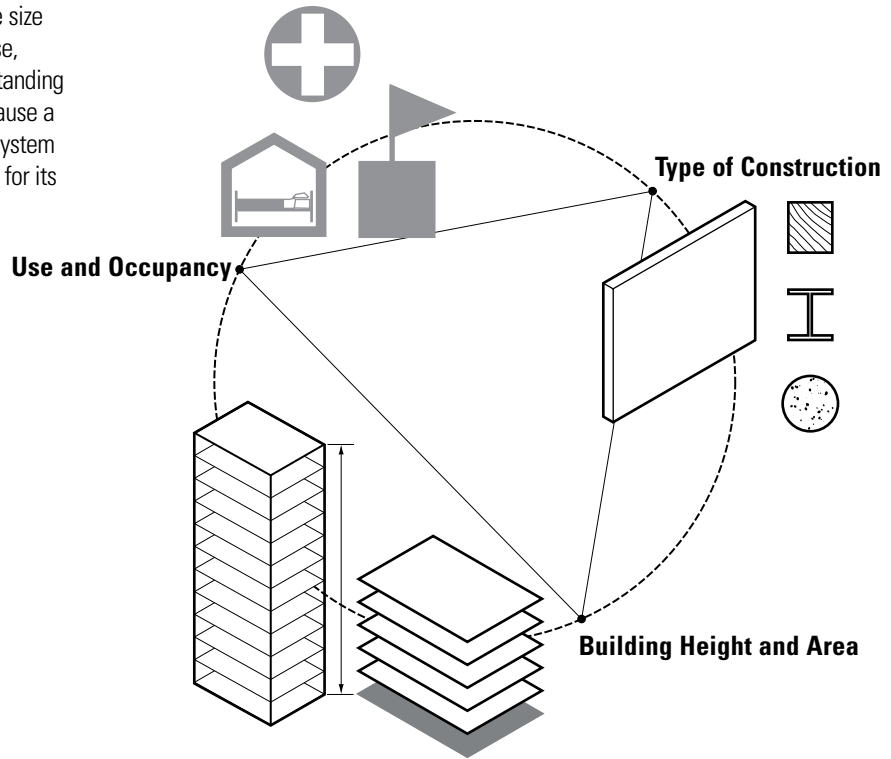 size
se,
tanding
ause a
ystem
for its
Type of Construction
Use and Occupancy
Building Height and Area